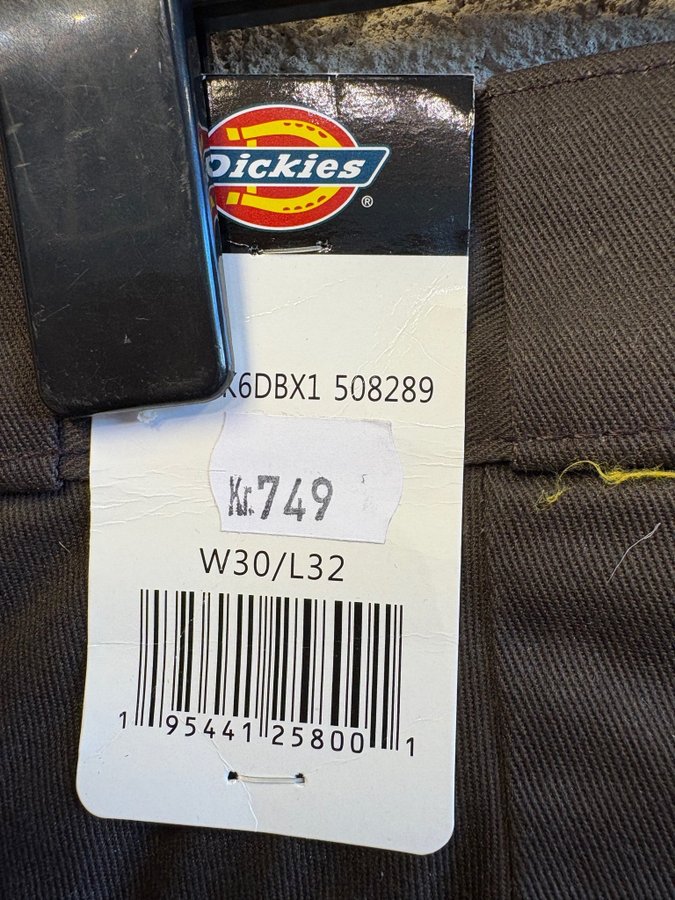 Dickies
®
K6DBX1 508289
Kr.749
W30/L32
1 95441 25800 1